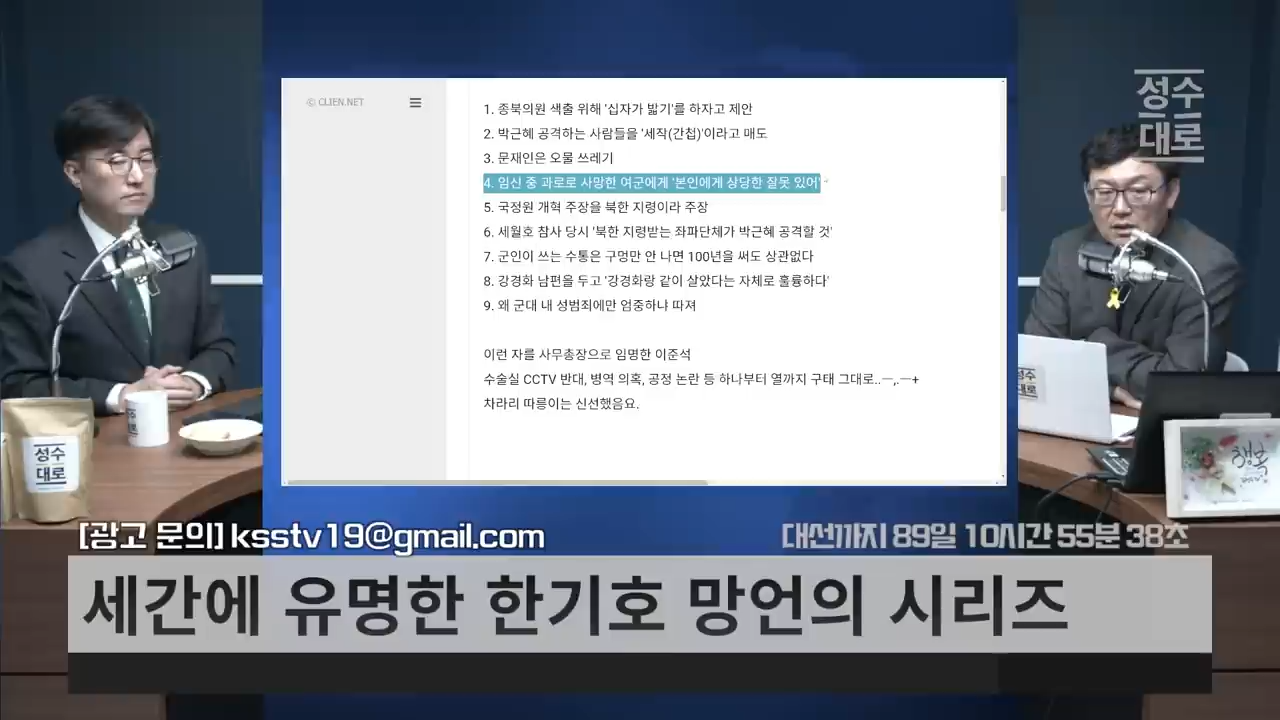 성수
대로
© CLIEN.NET
1. 종북의원 색출 위해 '십자가 밟기'를 하자고 제안
2. 박근혜 공격하는 사람들을 '세작(간첩)'이라고 매도
3. 문재인은 오물 쓰레기
4. 임신 중 과로로 사망한 여군에게 '본인에게 상당한 잘못 있어'
5. 국정원 개혁 주장을 북한 지령이라 주장
6. 세월호 참사 당시 '북한 지령받는 좌파단체가 박근혜 공격할 것'
7. 군인이 쓰는 수통은 구멍만 안 나면 100년을 써도 상관없다
8. 강경화 남편을 두고 '강경화랑 같이 살았다는 자체로 훌륭하다'
9. 왜 군대 내 성범죄에만 엄중하냐 따져
이런 자를 사무총장으로 임명한 이준석
수술실 CCTV 반대, 병역 의혹, 공정 논란 등 하나부터 열까지 구태 그대로..ㅡ,.ㅡ+
차라리 따릉이는 신선했음요.
성수
대로
성수
대로
행복
[광고 문의] ksstv19@gmail.com
대선까지 89일 10시간 55분 38초
세간에 유명한 한기호 망언의 시리즈